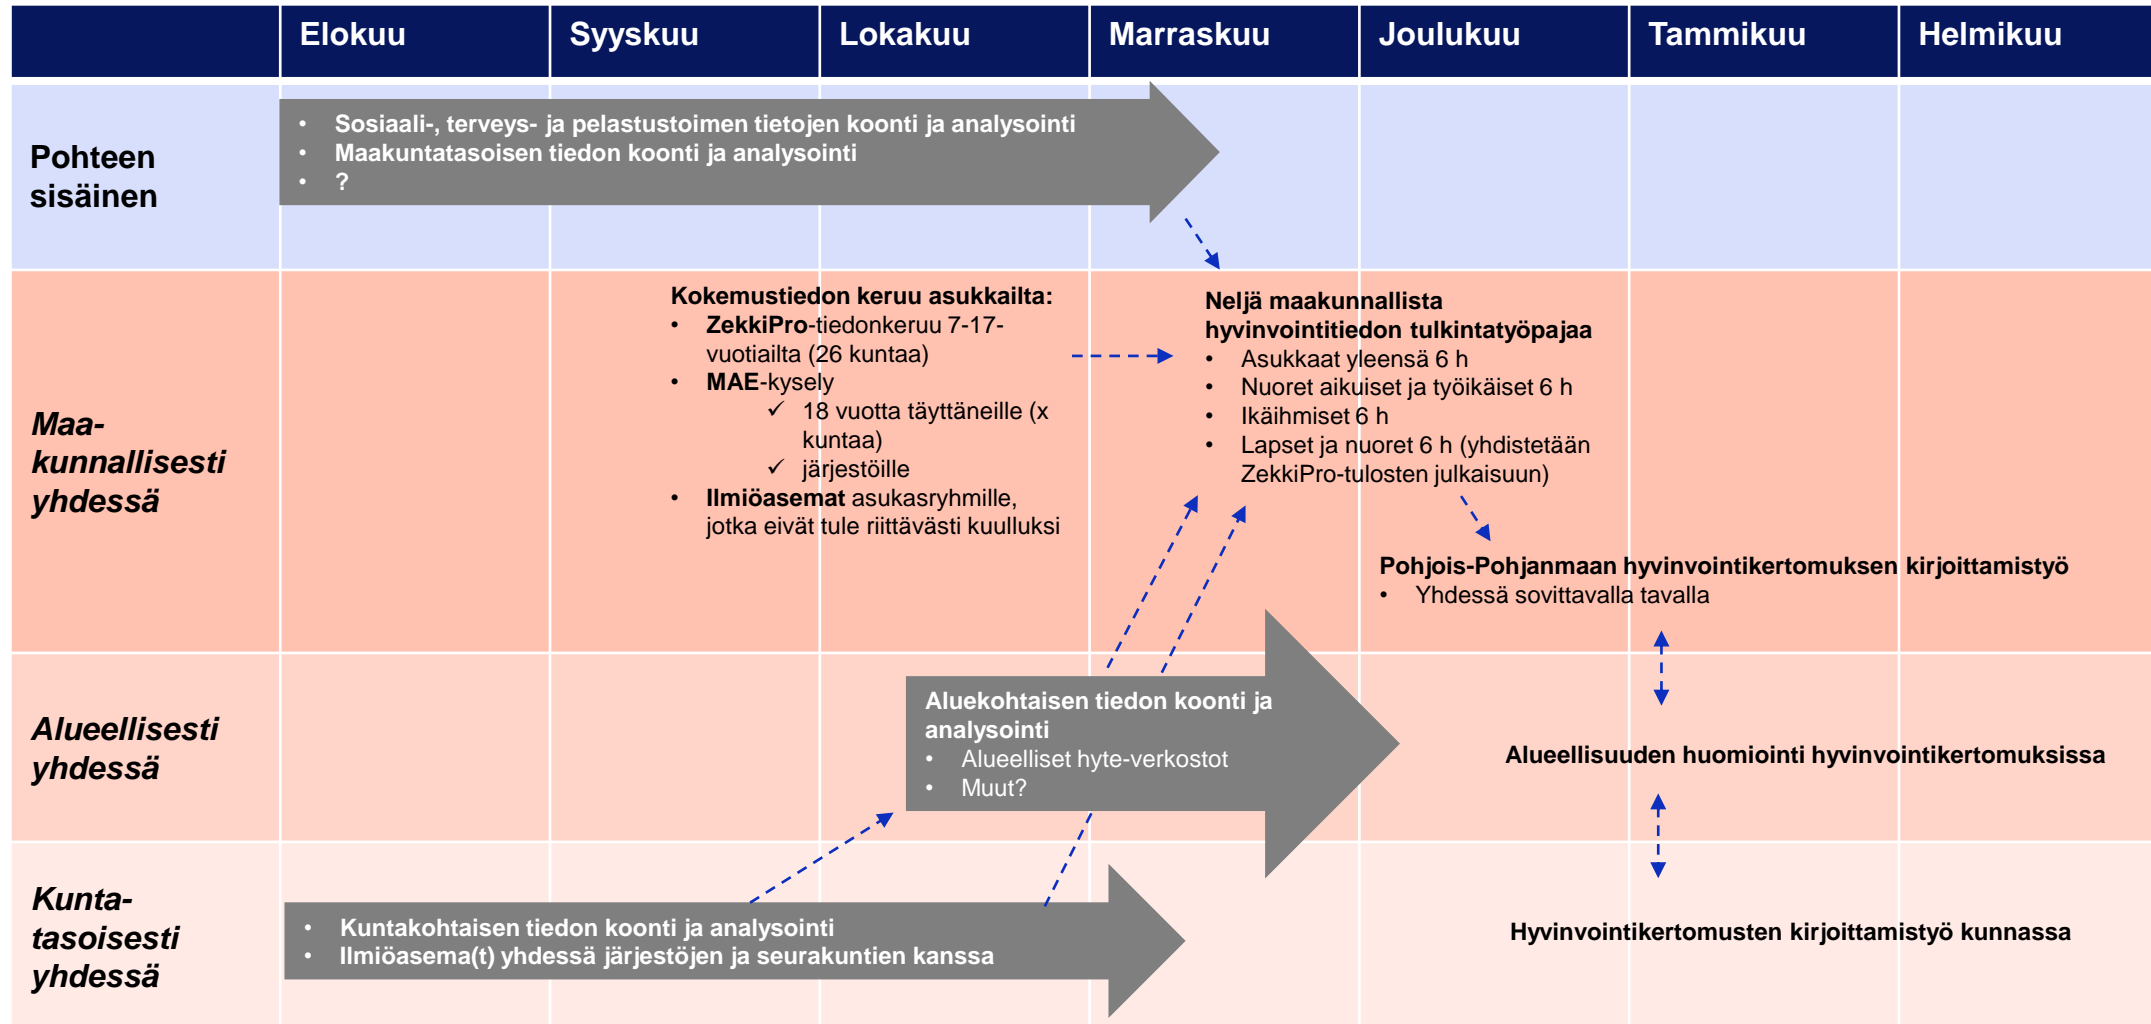 Elokuu Syyskuu Lokakuu Marraskuu Joulukuu Tammikuu Helmikuu
Pohteen
sisäinen
• Sosiaali-, terveys- ja pelastustoimen tietojen koonti ja analysointi
• Maakuntatasoisen tiedon koonti ja analysointi
• ?
Maa-
kunnallisesti
yhdessä
Kokemustiedon keruu asukkailta:
• ZekkiPro-tiedonkeruu 7-17-
vuotiailta (26 kuntaa)
• MAE-kysely
✓ 18 vuotta täyttäneille (x
kuntaa)
✓ järjestöille
• Ilmiöasemat asukasryhmille,
jotka eivät tule riittävästi kuulluksi
Neljä maakunnallista
hyvinvointitiedon tulkintatyöpajaa
• Asukkaat yleensä 6 h
• Nuoret aikuiset ja työikäiset 6 h
• Ikäihmiset 6 h
• Lapset ja nuoret 6 h (yhdistetään
ZekkiPro-tulosten julkaisuun)
Pohjois-Pohjanmaan hyvinvointikertomuksen kirjoittamistyö
• Yhdessä sovittavalla tavalla
Alueellisesti
yhdessä
Aluekohtaisen tiedon koonti ja
analysointi
• Alueelliset hyte-verkostot
• Muut?
Alueellisuuden huomiointi hyvinvointikertomuksissa
Kunta-
tasoisesti
yhdessä
• Kuntakohtaisen tiedon koonti ja analysointi
• Ilmiöasema(t) yhdessä järjestöjen ja seurakuntien kanssa
Hyvinvointikertomusten kirjoittamistyö kunnassa